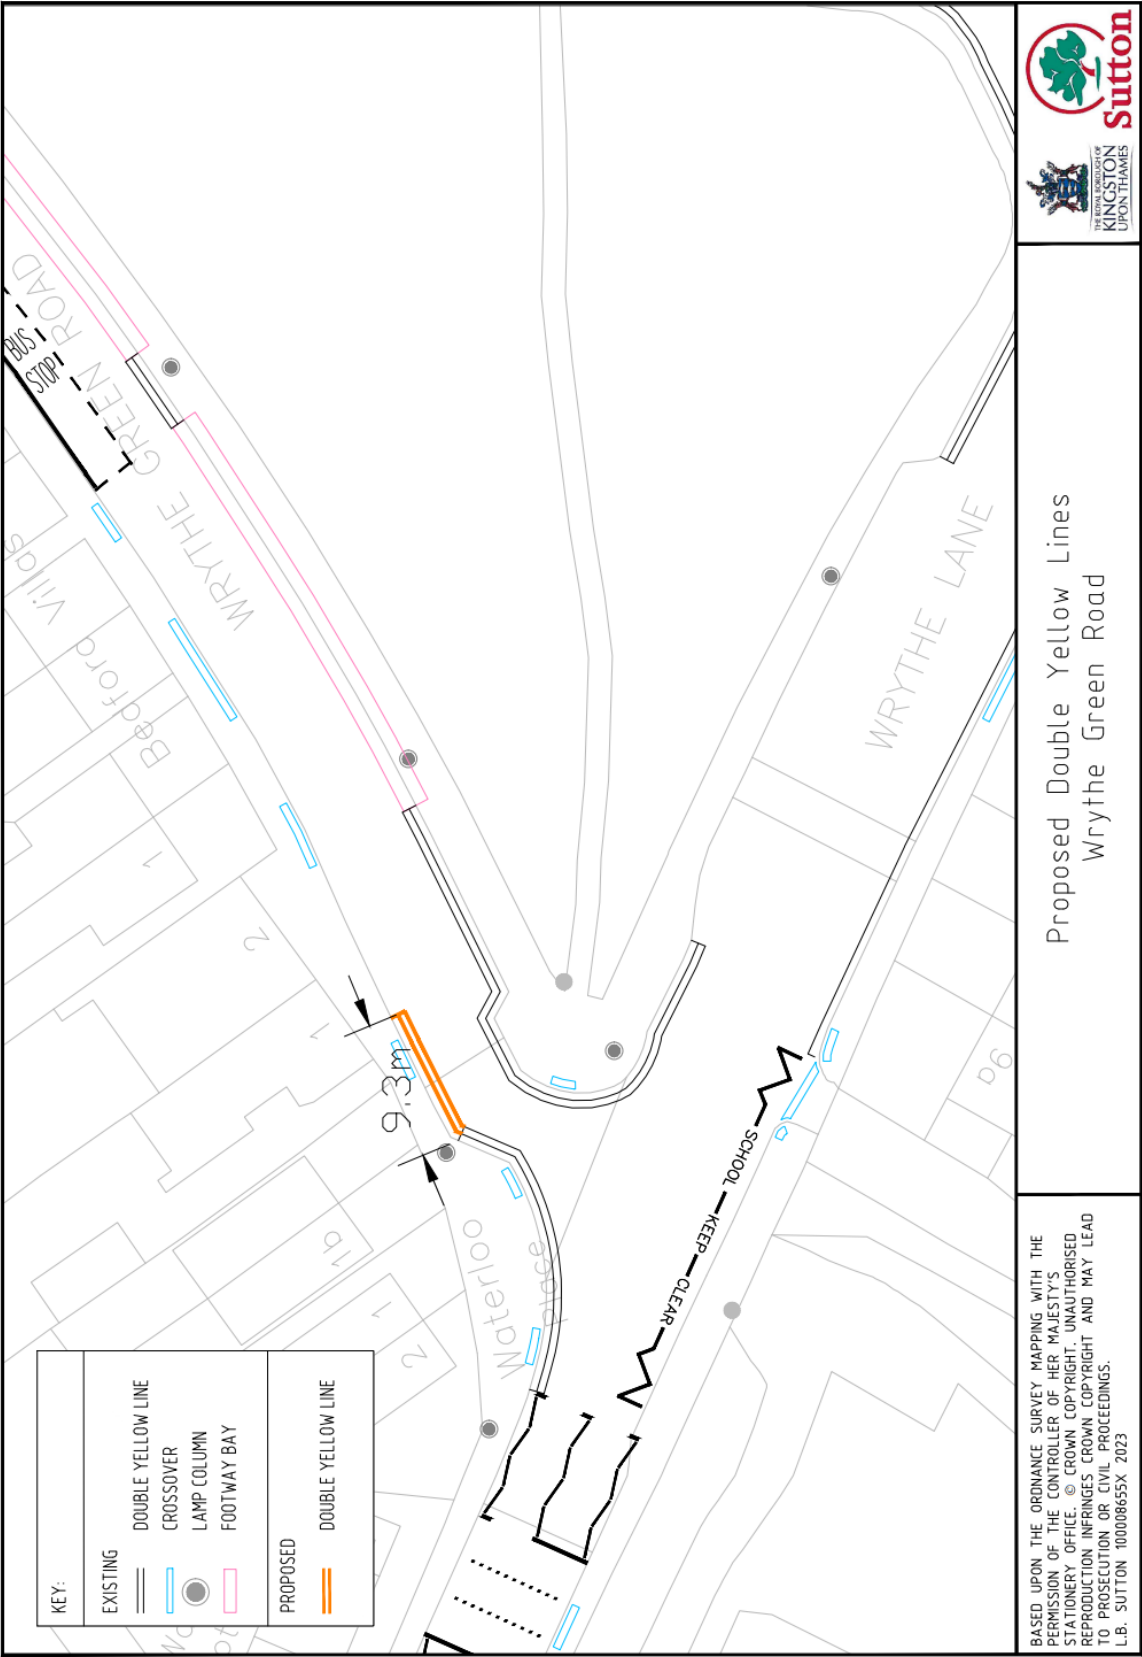 KEY:
EXISTING
DOUBLE YELLOW LINE
CROSSOVER
LAMP COLUMN
FOOTWAY BAY
PROPOSED
DOUBLE YELLOW LINE
BUS
STOP
WRYTHE GREEN ROAD
Bedford Villas
1
2
1
9.3m
1b
2 1
Waterloo
Place
WRYTHE LANE
9a
SCHOOL KEEP CLEAR
BASED UPON THE ORDNANCE SURVEY MAPPING WITH THE
PERMISSION OF THE CONTROLLER OF HER MAJESTY'S
STATIONERY OFFICE. © CROWN COPYRIGHT. UNAUTHORISED
REPRODUCTION INFRINGES CROWN COPYRIGHT AND MAY LEAD
TO PROSECUTION OR CIVIL PROCEEDINGS.
L.B. SUTTON 100008655X 2023
Proposed Double Yellow Lines
Wrythe Green Road
THE ROYAL BOROUGH OF
KINGSTON
UPON THAMES
Sutton